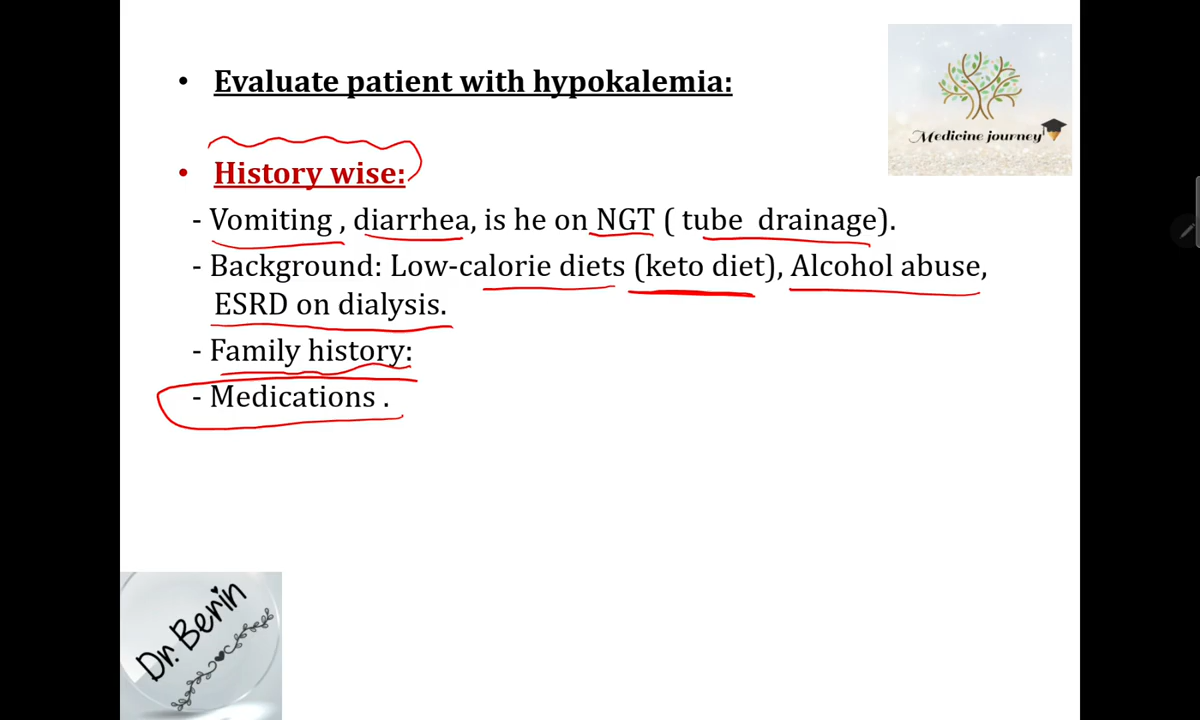 • Evaluate patient with hypokalemia:
Medicine journey
• History wise:
- Vomiting , diarrhea, is he on NGT ( tube drainage).
- Background: Low-calorie diets (keto diet), Alcohol abuse,
ESRD on dialysis.
- Family history:
- Medications .
Dr. Berin